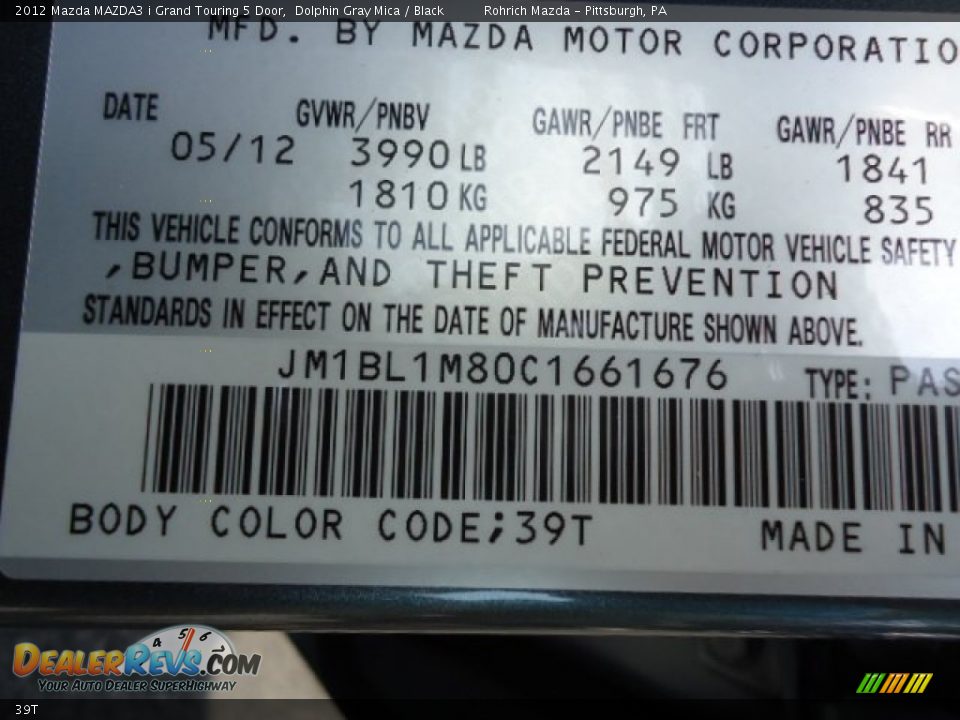 2012 Mazda MAZDA3 i Grand Touring 5 Door, Dolphin Gray Mica / Black Rohrich Mazda - Pittsburgh, PA
MFD. BY MAZDA MOTOR CORPORATIO
DATE GVWR/PNBV GAWR/PNBE FRT GAWR/PNBE RR
05/12 3990 LB 2149 LB 1841
1810 KG 975 KG 835
THIS VEHICLE CONFORMS TO ALL APPLICABLE FEDERAL MOTOR VEHICLE SAFETY
,BUMPER,AND THEFT PREVENTION
STANDARDS IN EFFECT ON THE DATE OF MANUFACTURE SHOWN ABOVE.
JM1BL1M80C1661676 TYPE: PAS
BODY COLOR CODE;39T MADE IN
4 5 6
DEALERREVS.COM
YOUR AUTO DEALER SUPERHIGHWAY
39T